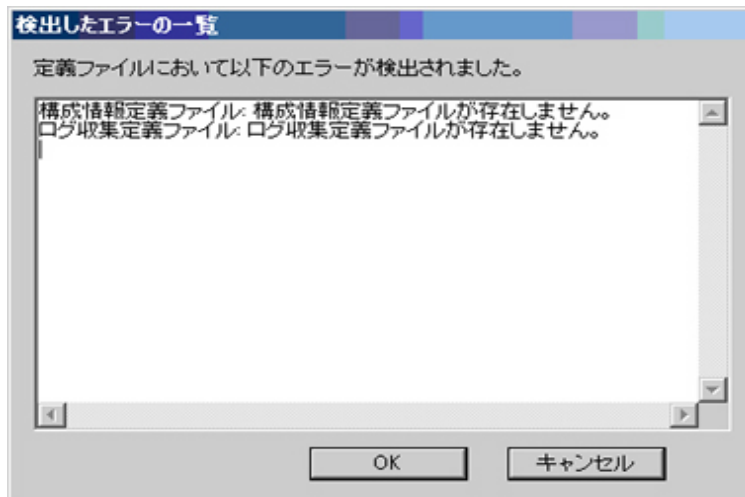 検出したエラーの一覧
定義ファイルにおいて以下のエラーが検出されました。
構成情報定義ファイル: 構成情報定義ファイルが存在しません。
ログ収集定義ファイル: ログ収集定義ファイルが存在しません。
OK
キャンセル